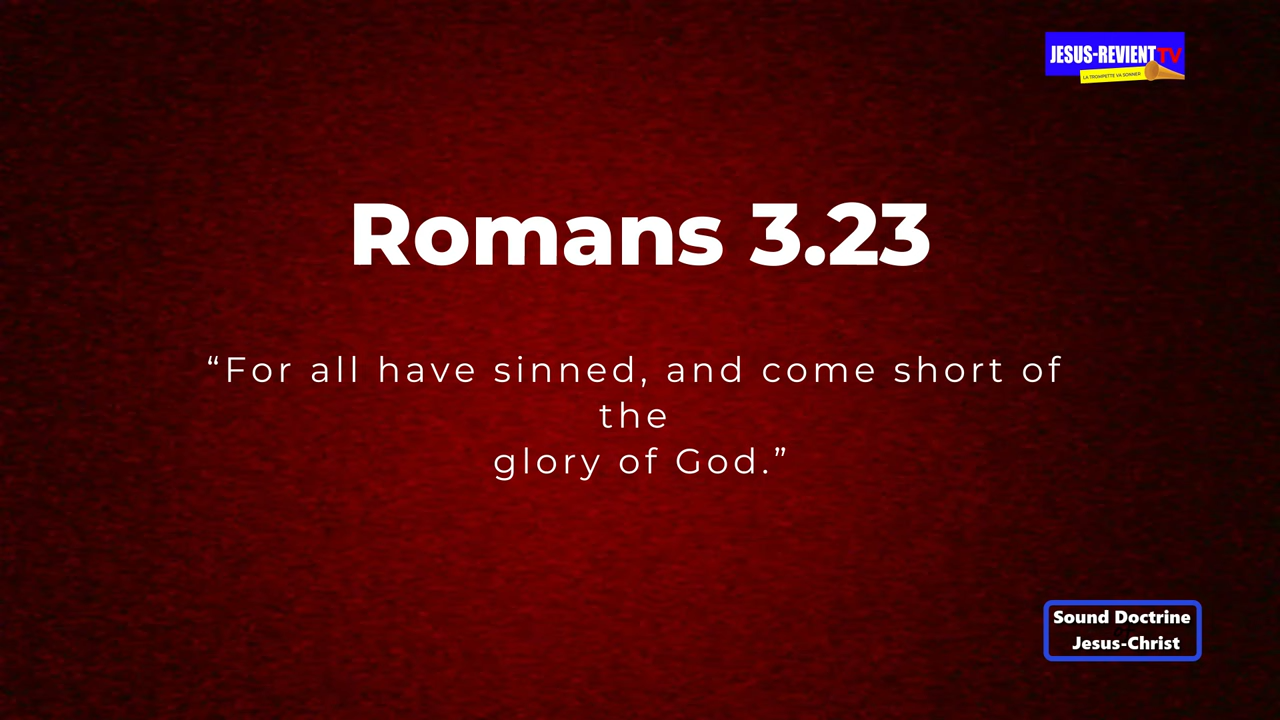 JESUS-REVIENT TV
LA TROMPETTE VA SONNER
Romans 3.23
“For all have sinned, and come short of
the
glory of God.”
Sound Doctrine
Jesus-Christ